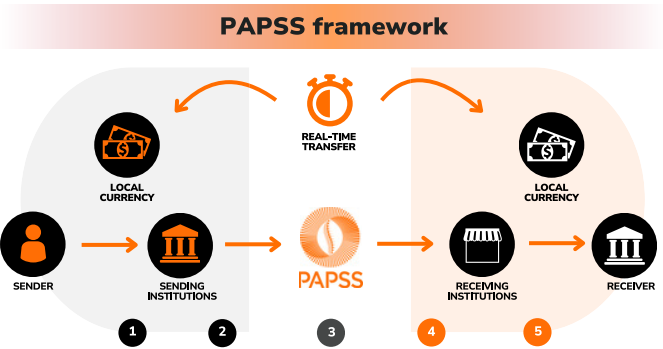 PAPSS framework
REAL-TIME
TRANSFER
LOCAL
CURRENCY
LOCAL
CURRENCY
SENDER
SENDING
INSTITUTIONS
PAPSS
RECEIVING
INSTITUTIONS
RECEIVER
1
2
3
4
5